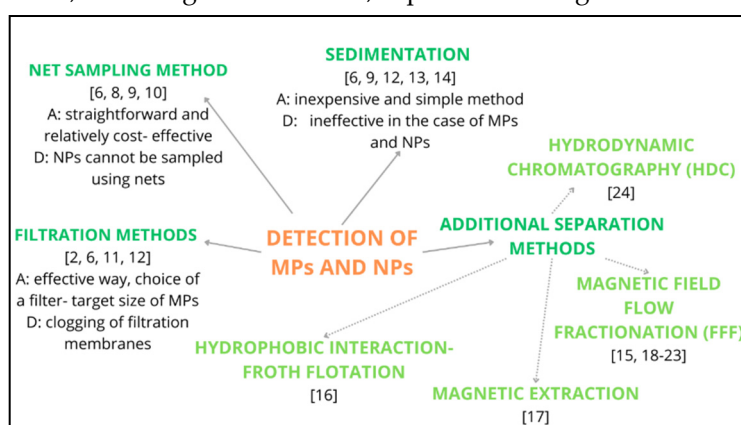 SEDIMENTATION
[6, 9, 12, 13, 14]
A: inexpensive and simple method
D: ineffective in the case of MPs
and NPs
NET SAMPLING METHOD
[6, 8, 9, 10]
A: straightforward and
relatively cost- effective
D: NPs cannot be sampled
using nets
HYDRODYNAMIC
CHROMATOGRAPHY (HDC)
[24]
FILTRATION METHODS
[2, 6, 11, 12]
A: effective way, choice of
a filter- target size of MPs
D: clogging of filtration
membranes
DETECTION OF
MPs AND NPs
ADDITIONAL SEPARATION
METHODS
MAGNETIC FIELD
FLOW
FRACTIONATION (FFF)
[15, 18-23]
HYDROPHOBIC INTERACTION-
FROTH FLOTATION
[16]
MAGNETIC EXTRACTION
[17]